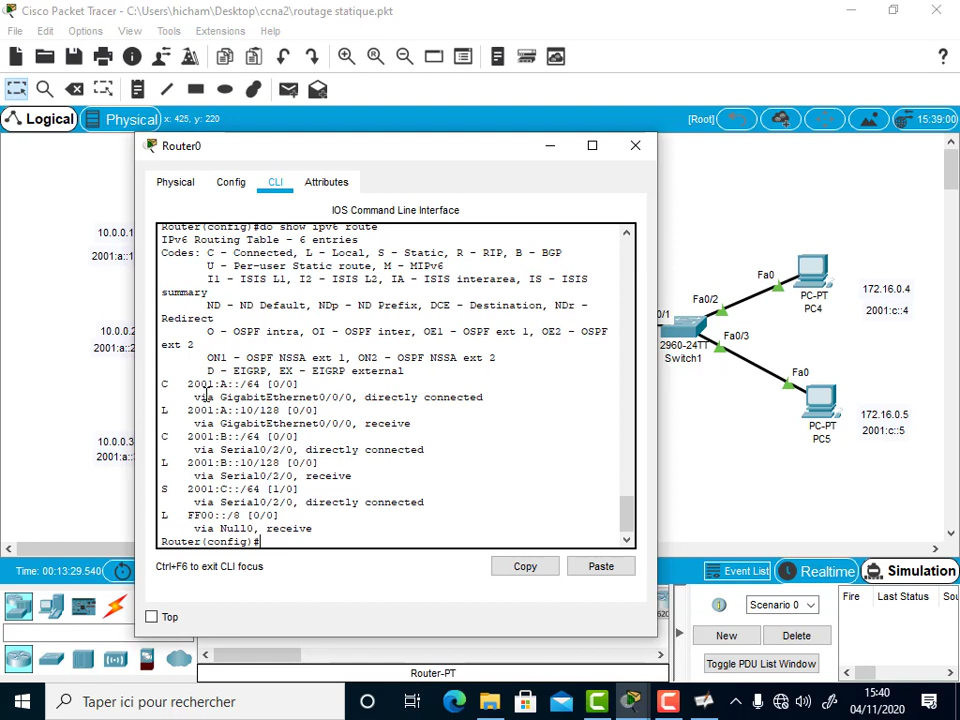 Cisco Packet Tracer - C:\Users\hicham\Desktop\ccna2\routage statique.pkt
File Edit Options View Tools Extensions Help
?
Logical Physical x: 425, y: 220 [Root] 15:39:00
Router0
Physical Config CLI Attributes
IOS Command Line Interface
Router(config)#do show ipv6 route
IPv6 Routing Table - 6 entries
Codes: C - Connected, L - Local, S - Static, R - RIP, B - BGP
U - Per-user Static route, M - MIPv6
I1 - ISIS L1, I2 - ISIS L2, IA - ISIS interarea, IS - ISIS
summary
ND - ND Default, NDp - ND Prefix, DCE - Destination, NDr -
Redirect
O - OSPF intra, OI - OSPF inter, OE1 - OSPF ext 1, OE2 - OSPF
ext 2
ON1 - OSPF NSSA ext 1, ON2 - OSPF NSSA ext 2
D - EIGRP, EX - EIGRP external
C 2001:A::/64 [0/0]
via GigabitEthernet0/0/0, directly connected
L 2001:A::10/128 [0/0]
via GigabitEthernet0/0/0, receive
C 2001:B::/64 [0/0]
via Serial0/2/0, directly connected
L 2001:B::10/128 [0/0]
via Serial0/2/0, receive
S 2001:C::/64 [1/0]
via Serial0/2/0, directly connected
L FF00::/8 [0/0]
via Null0, receive
Router(config)#
Ctrl+F6 to exit CLI focus
Copy
Paste
Top
10.0.0.1
2001:a::1
10.0.0.2
2001:a::
10.0.0.3
2001:a::
0/1
Fa0/2
Fa0
PC-PT
PC4
172.16.0.4
2001:c::4
2960-24TT
Switch1
Fa0/3
Fa0
PC-PT
PC5
172.16.0.5
2001:c::5
Time: 00:13:29.540
Event List Realtime Simulation
620
Scenario 0
New Delete
Toggle PDU List Window
Fire Last Status Sou
Router-PT
Taper ici pour rechercher
15:40
04/11/2020